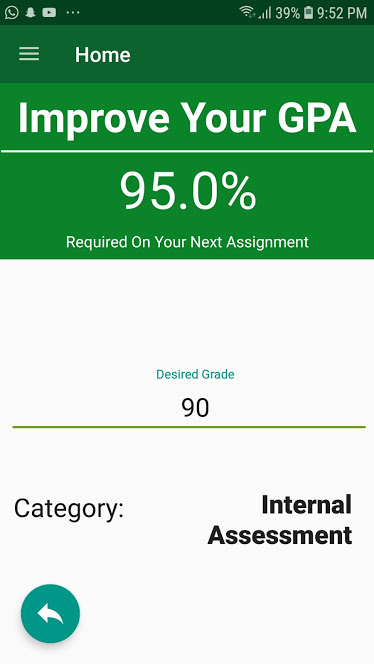 39% 9:52 PM
Home
Improve Your GPA
95.0%
Required On Your Next Assignment
Desired Grade
90
Category:
Internal
Assessment